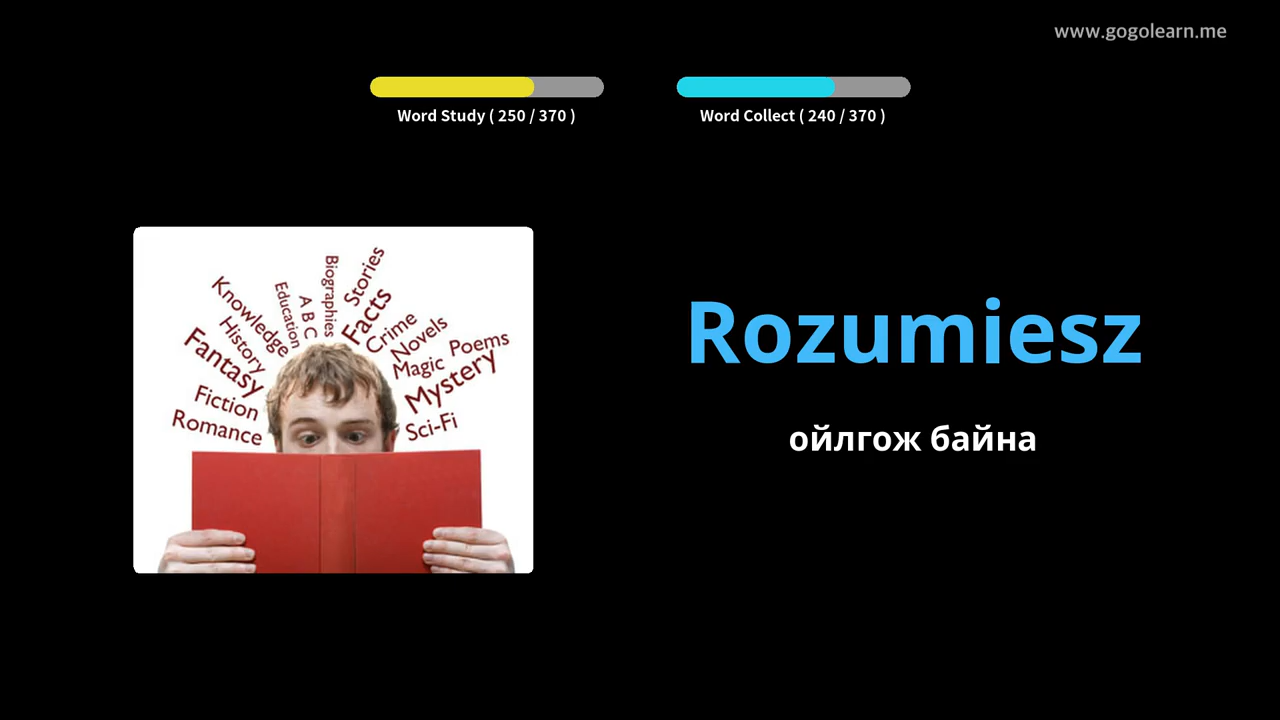 www.gogolearn.me
Word Study ( 250 / 370 )
Word Collect ( 240 / 370 )
Biographies
Stories
Education
A B C
Facts
Knowledge
Crime
History
Novels
Fantasy
Magic
Poems
Mystery
Fiction
Romance
Sci-Fi
Rozumiesz
ойлгож байна